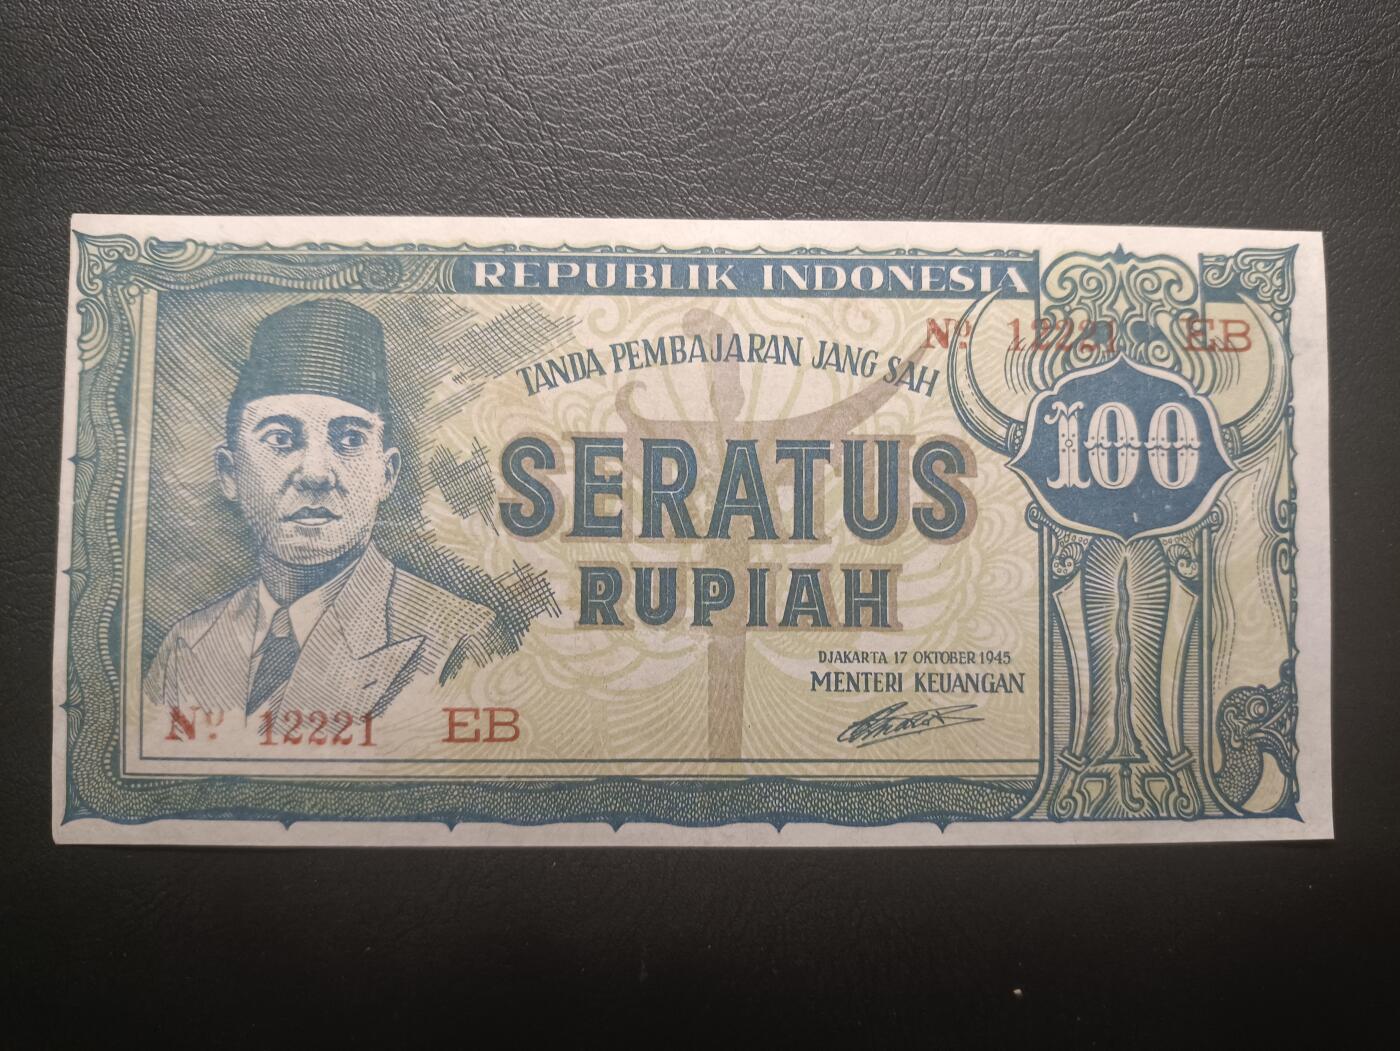 REPUBLIK INDONESIA
Nº 12221 EB
TANDA PEMBAJARAN JANG SAH
100
SERATUS
RUPIAH
DJAKARTA 17 OKTOBER 1945
MENTERI KEUANGAN
Nº 12221 EB